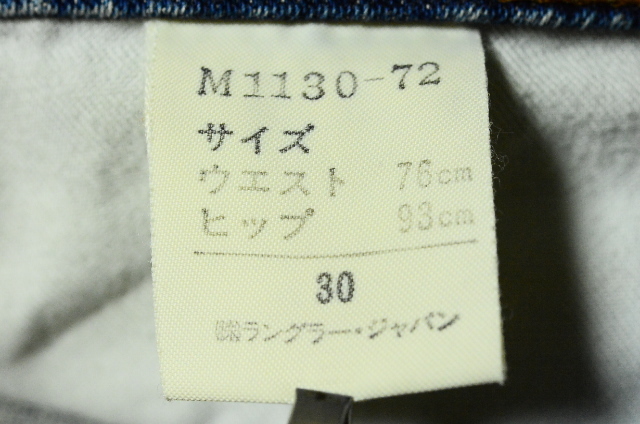 M1130-72
サイズ
ウエスト 76cm
ヒップ 93cm
30
㈱ラングラー・ジャパン